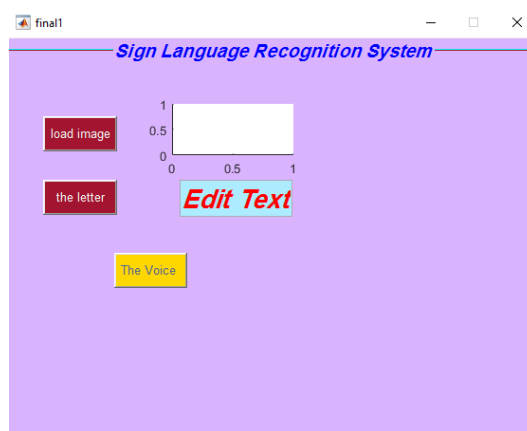 final1
Sign Language Recognition System
load image
1
0.5
0
0 0.5 1
the letter
Edit Text
The Voice